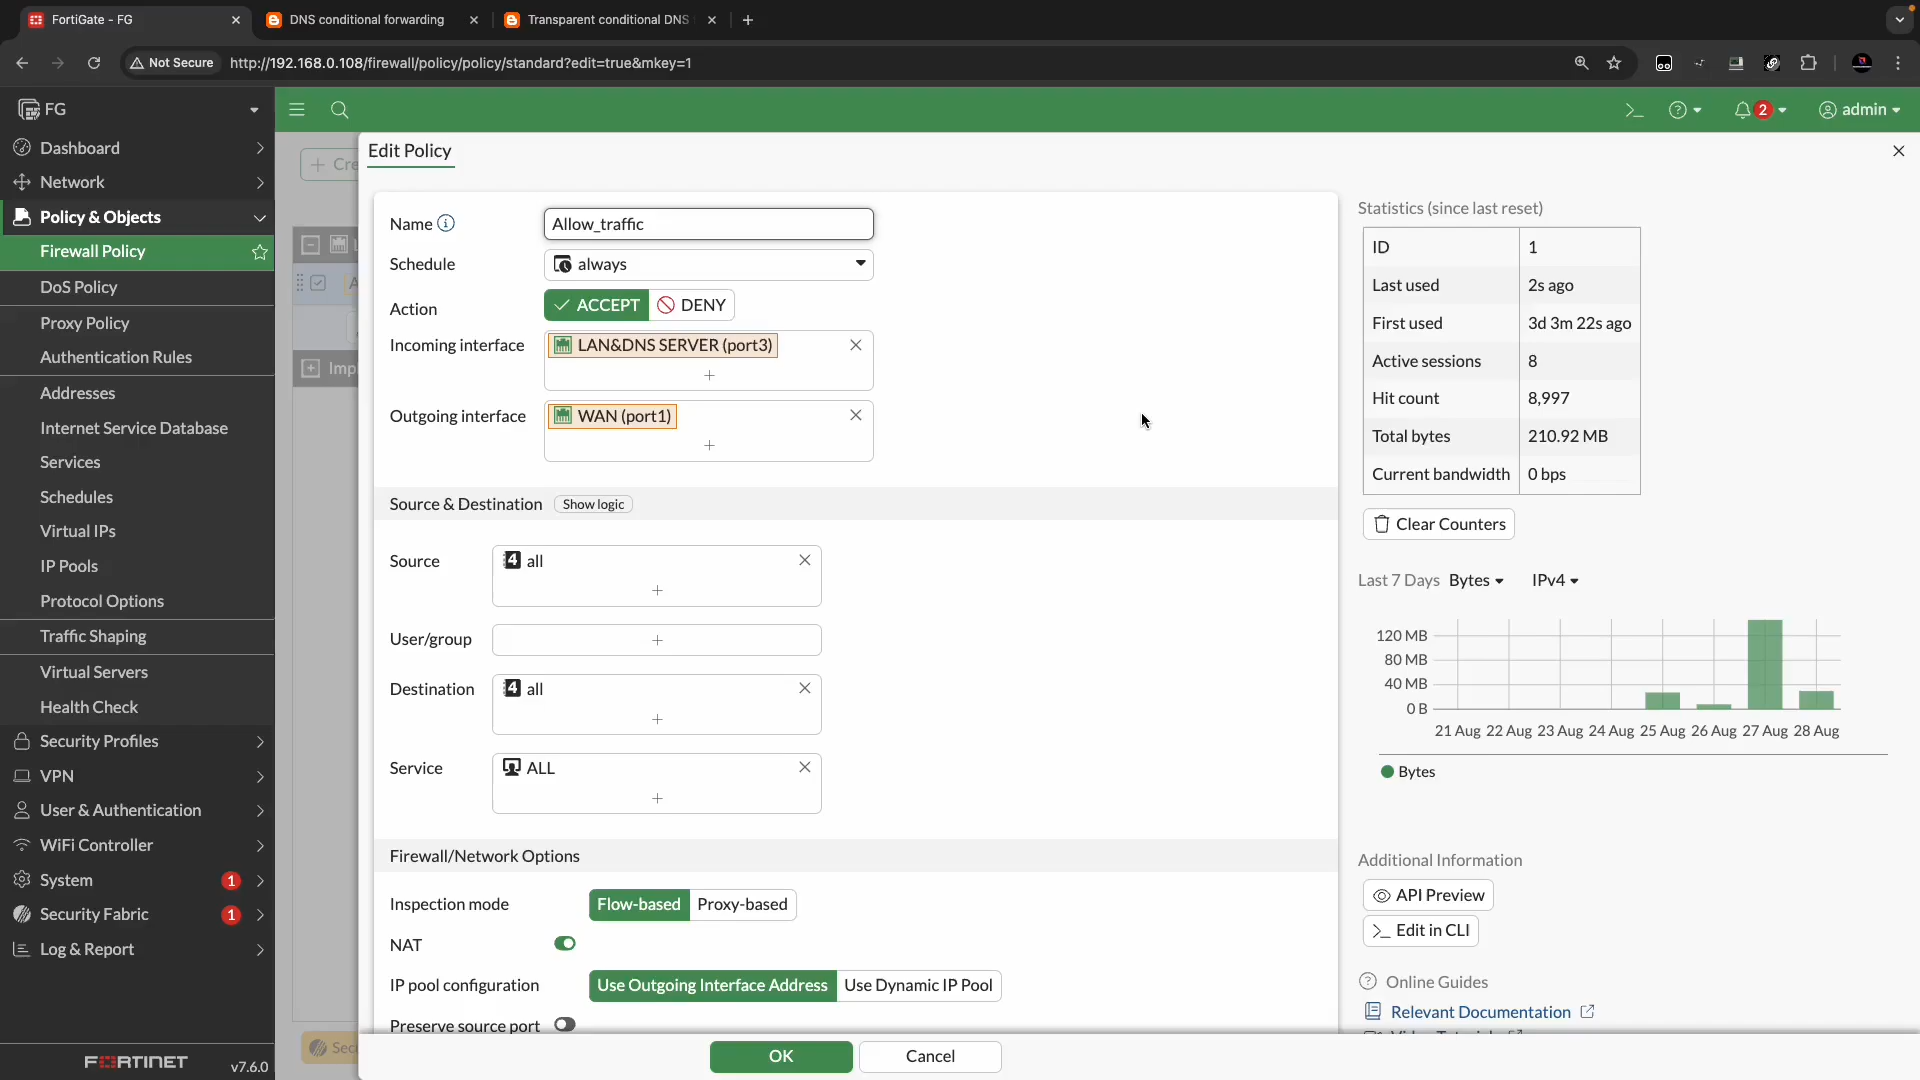 FortiGate - FG
DNS conditional forwarding
Transparent conditional DNS
Not Secure
http://192.168.0.108/firewall/policy/policy/standard?edit=true&mkey=1
FG
2
admin
Dashboard
Network
Policy & Objects
Firewall Policy
DoS Policy
Proxy Policy
Authentication Rules
Addresses
Internet Service Database
Services
Schedules
Virtual IPs
IP Pools
Protocol Options
Traffic Shaping
Virtual Servers
Health Check
Security Profiles
VPN
User & Authentication
WiFi Controller
System 1
Security Fabric 1
Log & Report
FORTINET v7.6.0
Edit Policy
Name Allow_traffic
Schedule always
Action ACCEPT DENY
Incoming interface LAN&DNS SERVER (port3)
Outgoing interface WAN (port1)
Source & Destination Show logic
Source 4 all
User/group
Destination 4 all
Service ALL
Firewall/Network Options
Inspection mode Flow-based Proxy-based
NAT
IP pool configuration Use Outgoing Interface Address Use Dynamic IP Pool
Preserve source port
OK Cancel
Statistics (since last reset)
ID 1
Last used 2s ago
First used 3d 3m 22s ago
Active sessions 8
Hit count 8,997
Total bytes 210.92 MB
Current bandwidth 0 bps
Clear Counters
Last 7 Days Bytes IPv4
120 MB
80 MB
40 MB
0 B
21 Aug 22 Aug 23 Aug 24 Aug 25 Aug 26 Aug 27 Aug 28 Aug
Bytes
Additional Information
API Preview
>_ Edit in CLI
Online Guides
Relevant Documentation